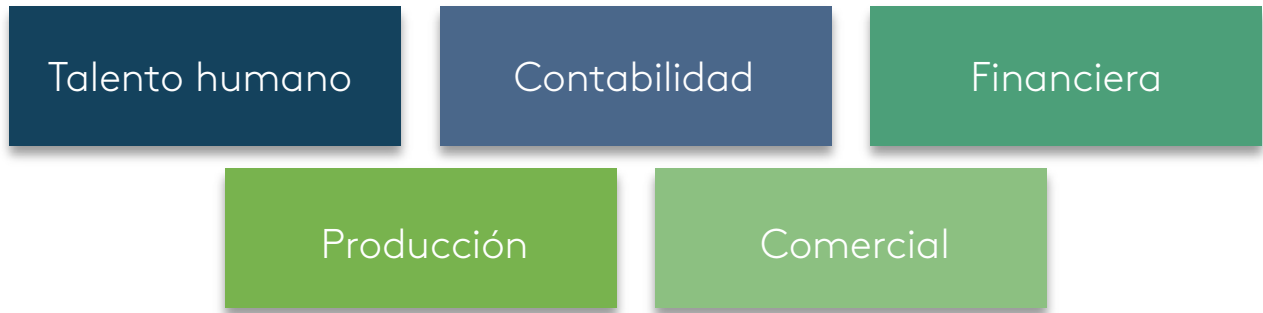 Talento humano
Contabilidad
Financiera
Producción
Comercial